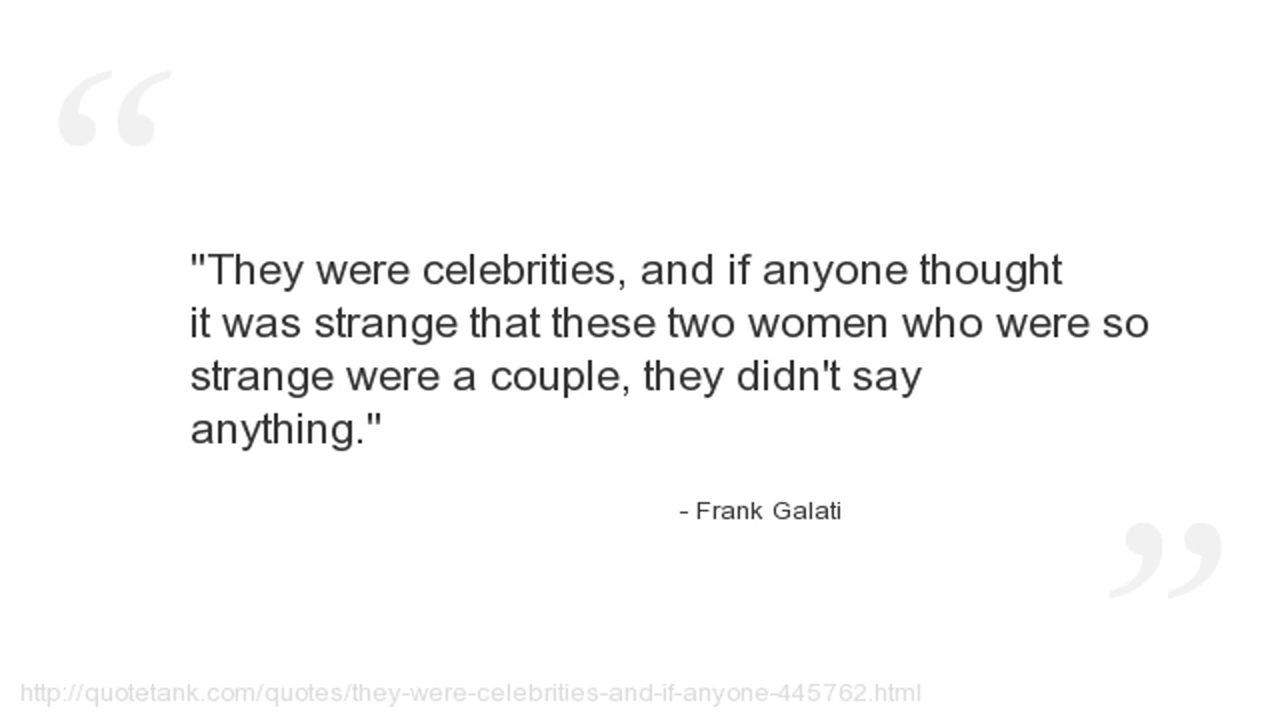 "They were celebrities, and if anyone thought
it was strange that these two women who were so
strange were a couple, they didn't say
anything."
- Frank Galati
http://quotetank.com/quotes/they-were-celebrities-and-if-anyone-445762.html